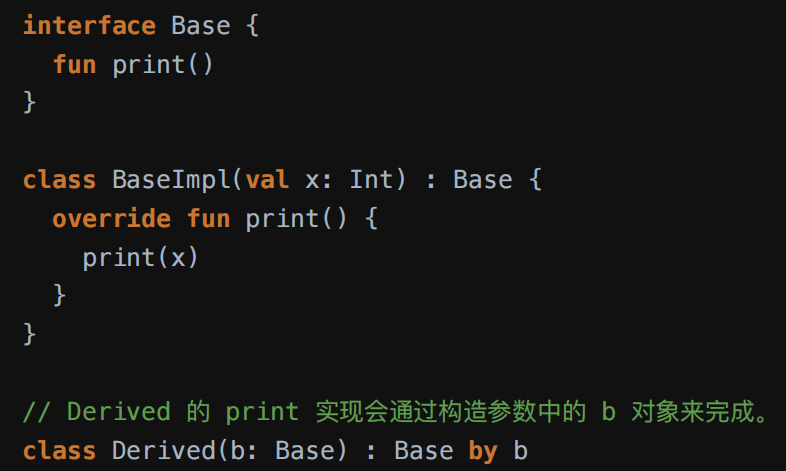 interface Base {
  fun print()
}

class BaseImpl(val x: Int) : Base {
  override fun print() {
    print(x)
  }
}

// Derived 的 print 实现会通过构造参数中的 b 对象来完成。
class Derived(b: Base) : Base by b